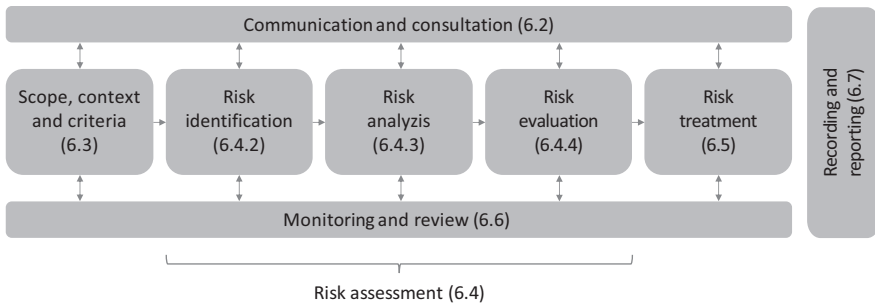 Communication and consultation (6.2)
Scope, context
and criteria
(6.3)
Risk
identification
(6.4.2)
Risk
analyzis
(6.4.3)
Risk
evaluation
(6.4.4)
Risk
treatment
(6.5)
Monitoring and review (6.6)
Risk assessment (6.4)
Recording and
reporting (6.7)